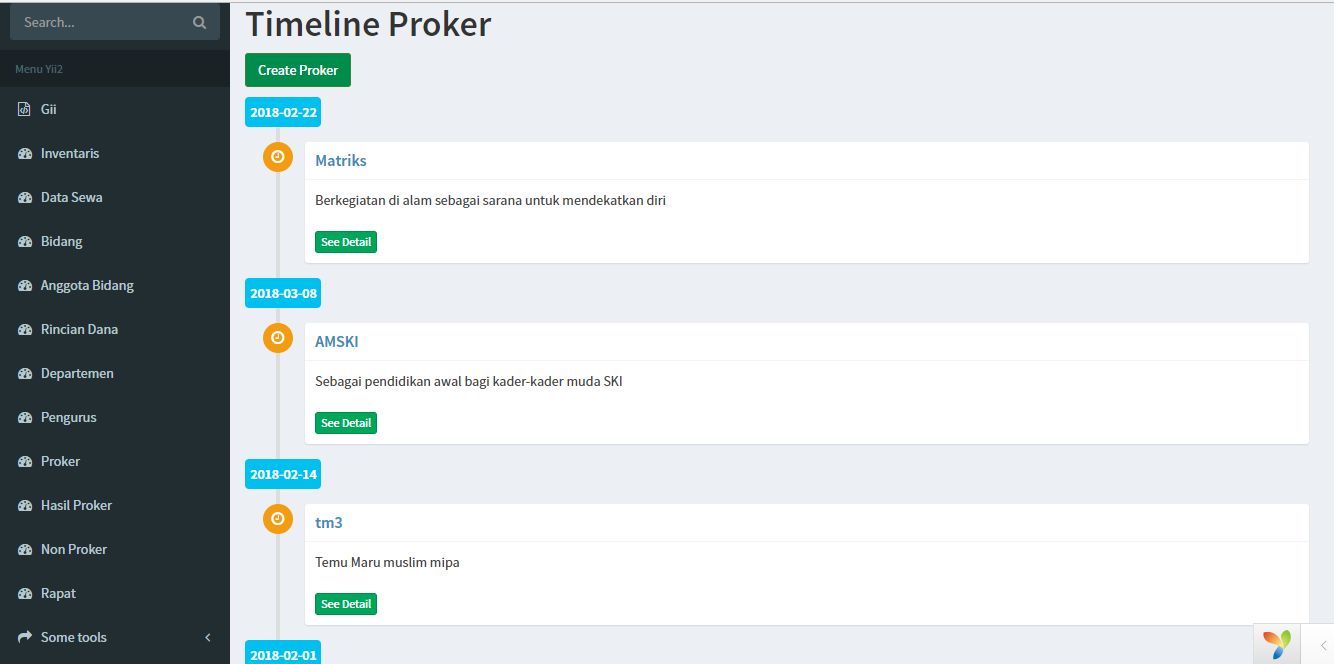 Search...
Menu Yii2
Gii
Inventaris
Data Sewa
Bidang
Anggota Bidang
Rincian Dana
Departemen
Pengurus
Proker
Hasil Proker
Non Proker
Rapat
Some tools
Timeline Proker
Create Proker
2018-02-22
Matriks
Berkegiatan di alam sebagai sarana untuk mendekatkan diri
See Detail
2018-03-08
AMSKI
Sebagai pendidikan awal bagi kader-kader muda SKI
See Detail
2018-02-14
tm3
Temu Maru muslim mipa
See Detail
2018-02-01